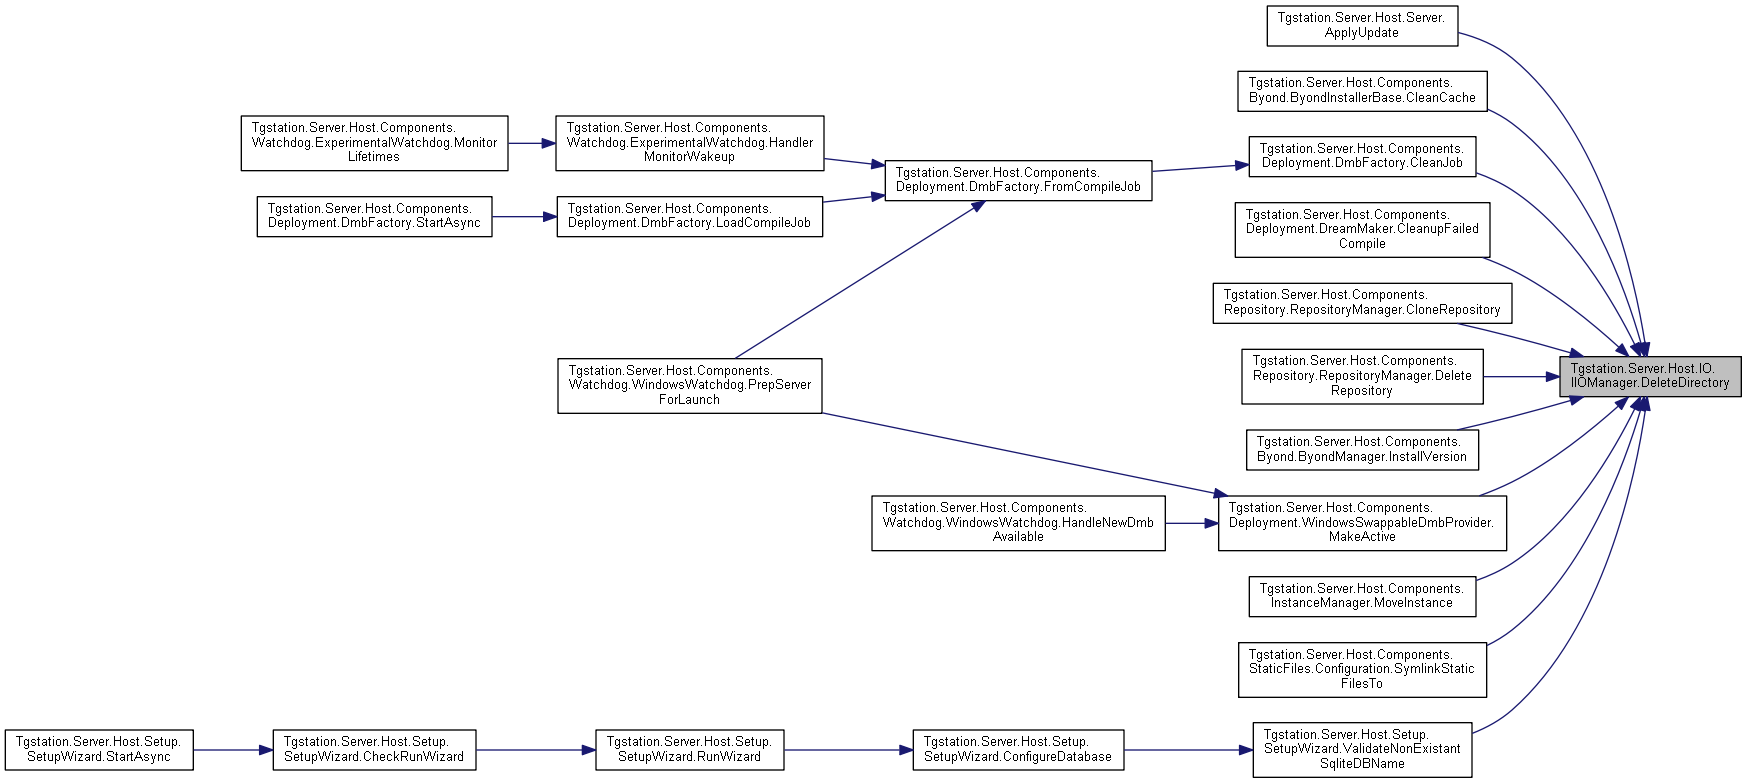 Tgstation.Server.Host.Server.
ApplyUpdate
Tgstation.Server.Host.Components.
Byond.ByondInstallerBase.CleanCache
Tgstation.Server.Host.Components.
Watchdog.ExperimentalWatchdog.Monitor
Lifetimes
Tgstation.Server.Host.Components.
Watchdog.ExperimentalWatchdog.Handler
MonitorWakeup
Tgstation.Server.Host.Components.
Deployment.DmbFactory.CleanJob
Tgstation.Server.Host.Components.
Deployment.DmbFactory.FromCompileJob
Tgstation.Server.Host.Components.
Deployment.DmbFactory.StartAsync
Tgstation.Server.Host.Components.
Deployment.DmbFactory.LoadCompileJob
Tgstation.Server.Host.Components.
Deployment.DreamMaker.CleanupFailed
Compile
Tgstation.Server.Host.Components.
Repository.RepositoryManager.CloneRepository
Tgstation.Server.Host.Components.
Watchdog.WindowsWatchdog.PrepServer
ForLaunch
Tgstation.Server.Host.Components.
Repository.RepositoryManager.Delete
Repository
Tgstation.Server.Host.IO.
IIOManager.DeleteDirectory
Tgstation.Server.Host.Components.
Byond.ByondManager.InstallVersion
Tgstation.Server.Host.Components.
Watchdog.WindowsWatchdog.HandleNewDmb
Available
Tgstation.Server.Host.Components.
Deployment.WindowsSwappableDmbProvider.
MakeActive
Tgstation.Server.Host.Components.
InstanceManager.MoveInstance
Tgstation.Server.Host.Components.
StaticFiles.Configuration.SymlinkStatic
FilesTo
Tgstation.Server.Host.Setup.
SetupWizard.StartAsync
Tgstation.Server.Host.Setup.
SetupWizard.CheckRunWizard
Tgstation.Server.Host.Setup.
SetupWizard.RunWizard
Tgstation.Server.Host.Setup.
SetupWizard.ConfigureDatabase
Tgstation.Server.Host.Setup.
SetupWizard.ValidateNonExistant
SqliteDBName